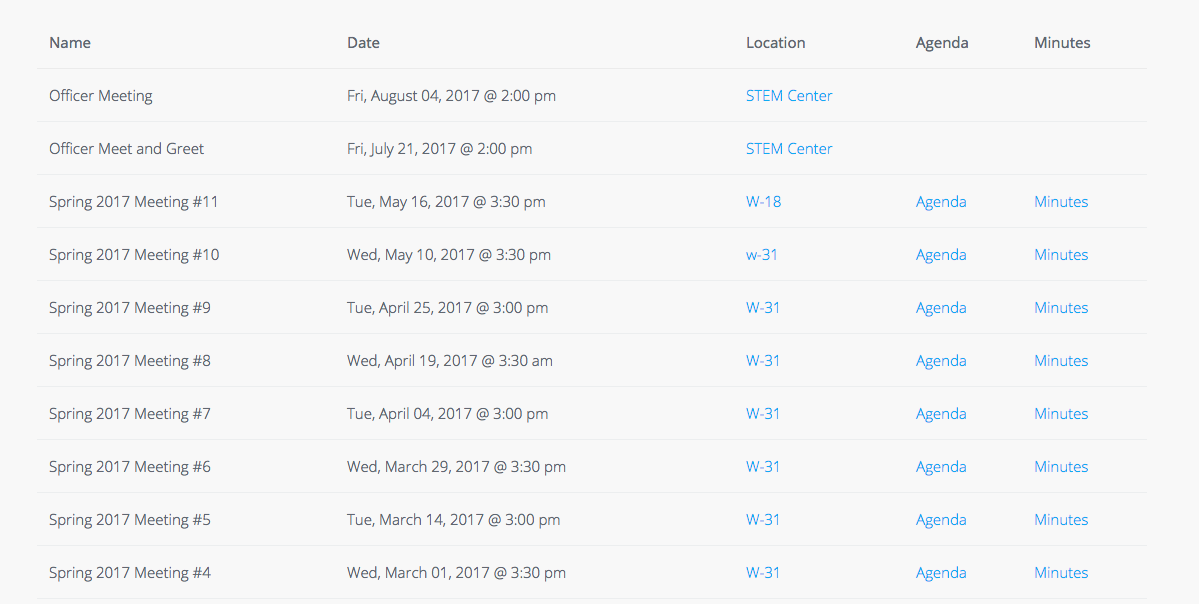 Name Date Location Agenda Minutes
Officer Meeting Fri, August 04, 2017 @ 2:00 pm STEM Center
Officer Meet and Greet Fri, July 21, 2017 @ 2:00 pm STEM Center
Spring 2017 Meeting #11 Tue, May 16, 2017 @ 3:30 pm W-18 Agenda Minutes
Spring 2017 Meeting #10 Wed, May 10, 2017 @ 3:30 pm w-31 Agenda Minutes
Spring 2017 Meeting #9 Tue, April 25, 2017 @ 3:00 pm W-31 Agenda Minutes
Spring 2017 Meeting #8 Wed, April 19, 2017 @ 3:30 am W-31 Agenda Minutes
Spring 2017 Meeting #7 Tue, April 04, 2017 @ 3:00 pm W-31 Agenda Minutes
Spring 2017 Meeting #6 Wed, March 29, 2017 @ 3:30 pm W-31 Agenda Minutes
Spring 2017 Meeting #5 Tue, March 14, 2017 @ 3:00 pm W-31 Agenda Minutes
Spring 2017 Meeting #4 Wed, March 01, 2017 @ 3:30 pm W-31 Agenda Minutes